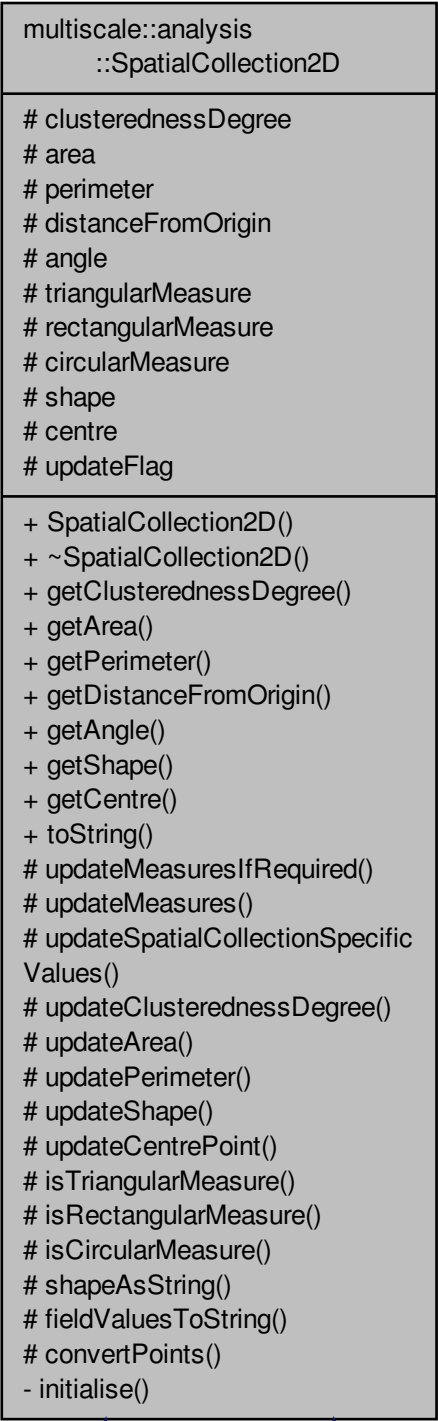 multiscale::analysis
::SpatialCollection2D
# clusterednessDegree
# area
# perimeter
# distanceFromOrigin
# angle
# triangularMeasure
# rectangularMeasure
# circularMeasure
# shape
# centre
# updateFlag
+ SpatialCollection2D()
+ ~SpatialCollection2D()
+ getClusterednessDegree()
+ getArea()
+ getPerimeter()
+ getDistanceFromOrigin()
+ getAngle()
+ getShape()
+ getCentre()
+ toString()
# updateMeasuresIfRequired()
# updateMeasures()
# updateSpatialCollectionSpecific
Values()
# updateClusterednessDegree()
# updateArea()
# updatePerimeter()
# updateShape()
# updateCentrePoint()
# isTriangularMeasure()
# isRectangularMeasure()
# isCircularMeasure()
# shapeAsString()
# fieldValuesToString()
# convertPoints()
- initialise()